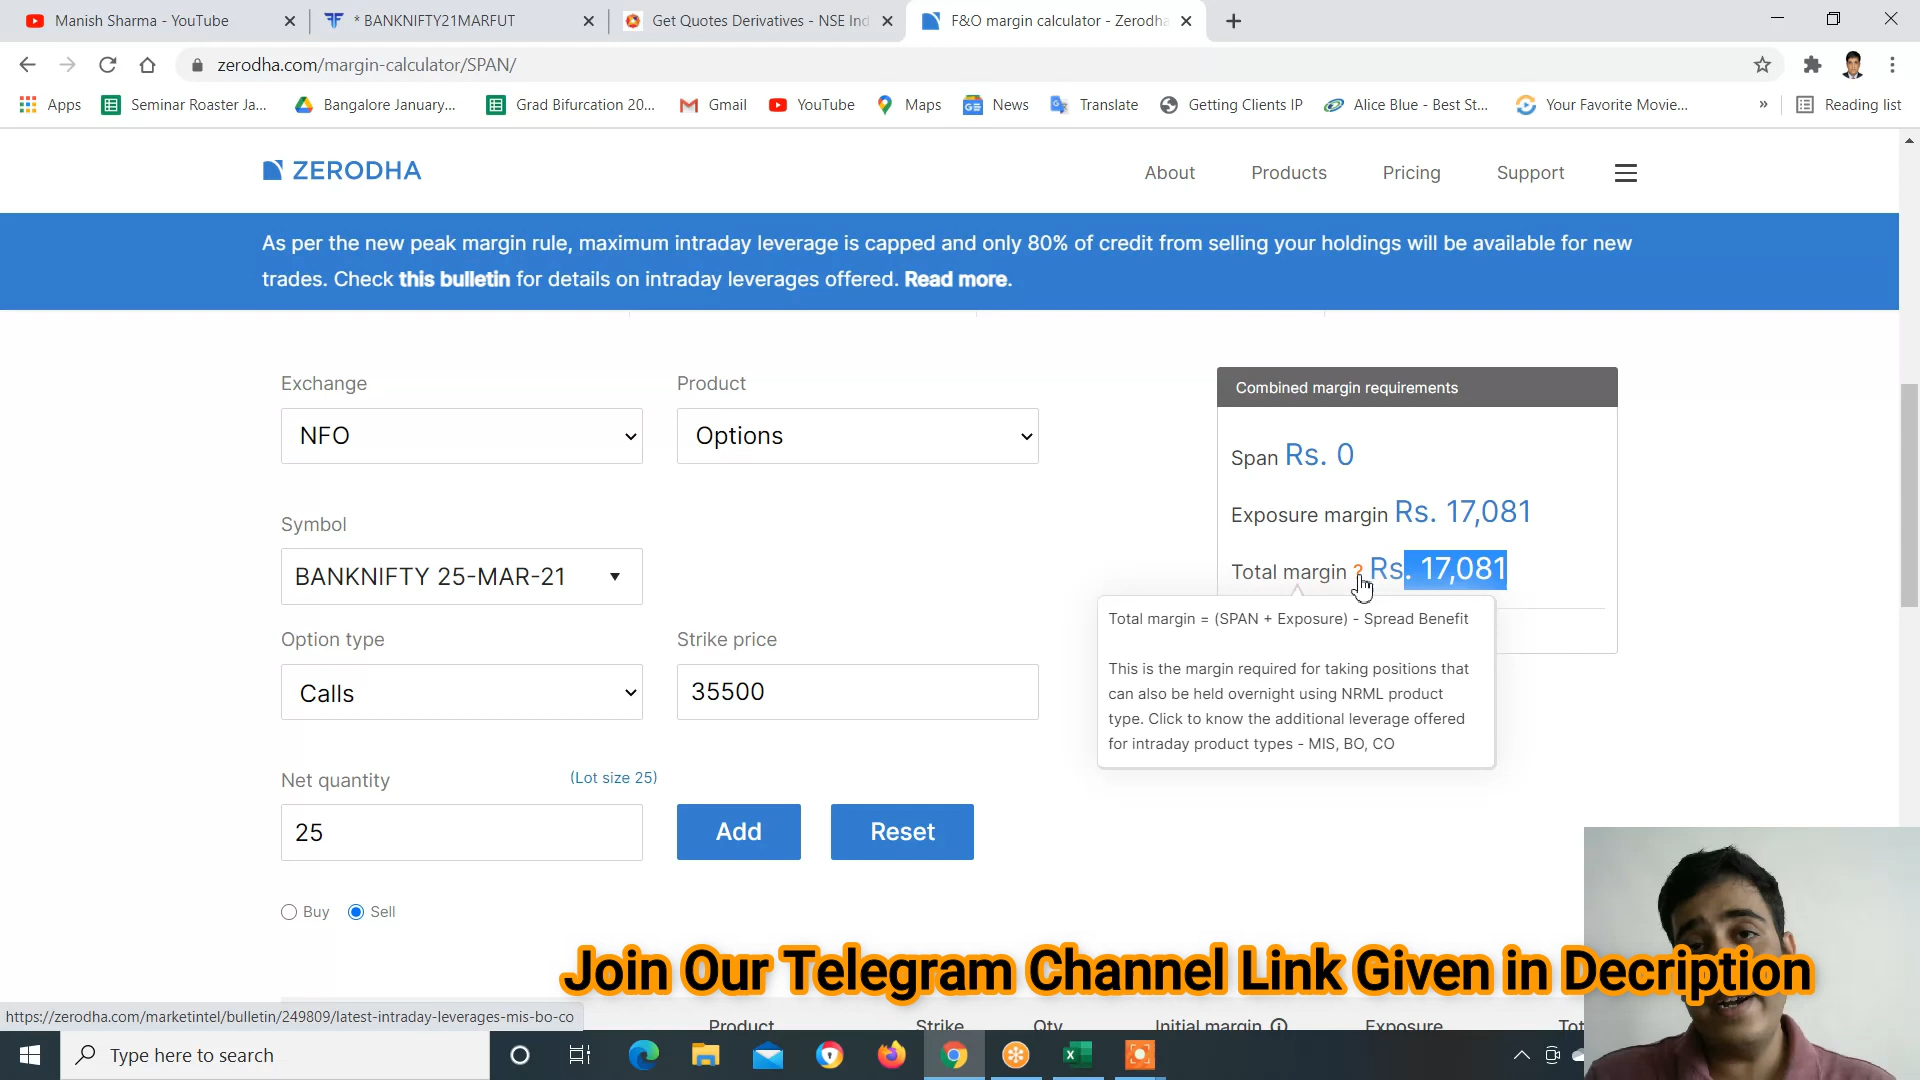 Manish Sharma - YouTube
* BANKNIFTY21MARFUT
Get Quotes Derivatives - NSE Ind
F&O margin calculator - Zerodha
zerodha.com/margin-calculator/SPAN/
Apps
Seminar Roaster Ja...
Bangalore January...
Grad Bifurcation 20...
Gmail
YouTube
Maps
News
Translate
Getting Clients IP
Alice Blue - Best St...
Your Favorite Movie...
»
Reading list
ZERODHA
About
Products
Pricing
Support
As per the new peak margin rule, maximum intraday leverage is capped and only 80% of credit from selling your holdings will be available for new
trades. Check this bulletin for details on intraday leverages offered. Read more.
Exchange
Product
NFO
Options
Combined margin requirements
Span Rs. 0
Exposure margin Rs. 17,081
Total margin ? Rs. 17,081
Total margin = (SPAN + Exposure) - Spread Benefit
This is the margin required for taking positions that
can also be held overnight using NRML product
type. Click to know the additional leverage offered
for intraday product types - MIS, BO, CO
Symbol
BANKNIFTY 25-MAR-21
Option type
Strike price
Calls
35500
Net quantity
(Lot size 25)
25
Add
Reset
Buy
Sell
Join Our Telegram Channel Link Given in Decription
https://zerodha.com/marketintel/bulletin/249809/latest-intraday-leverages-mis-bo-co
Product
Strike
Qty
Initial margin
Exposure
Tot
Type here to search